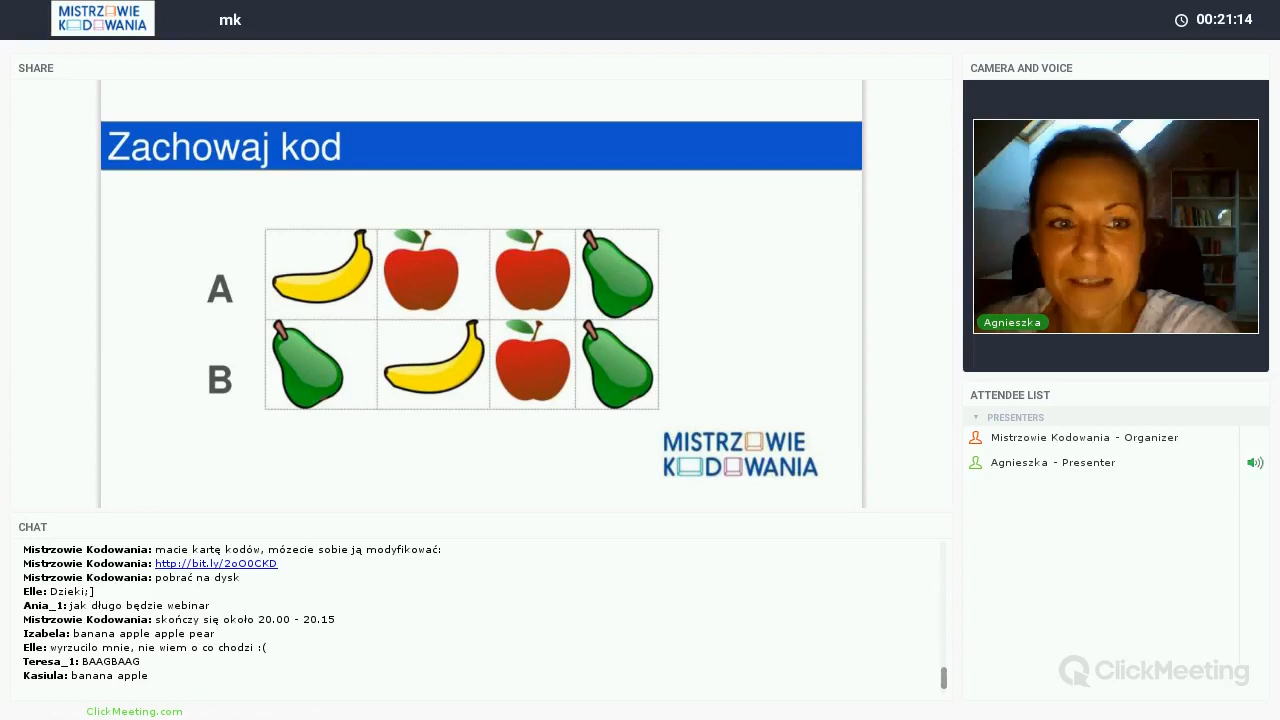 MISTRZOWIE
KODOWANIA
mk
00:21:14
SHARE
Zachowaj kod
A
B
MISTRZOWIE
KODOWANIA
CAMERA AND VOICE
Agnieszka
ATTENDEE LIST
PRESENTERS
Mistrzowie Kodowania - Organizer
Agnieszka - Presenter
CHAT
Mistrzowie Kodowania: macie kartę kodów, mózecie sobie ją modyfikować:
Mistrzowie Kodowania: http://bit.ly/2oO0CKD
Mistrzowie Kodowania: pobrać na dysk
Elle: Dzieki;]
Ania_1: jak długo będzie webinar
Mistrzowie Kodowania: skończy się około 20.00 - 20.15
Izabela: banana apple apple pear
Elle: wyrzucilo mnie, nie wiem o co chodzi :(
Teresa_1: BAAGBAAG
Kasiula: banana apple
ClickMeeting
ClickMeeting.com